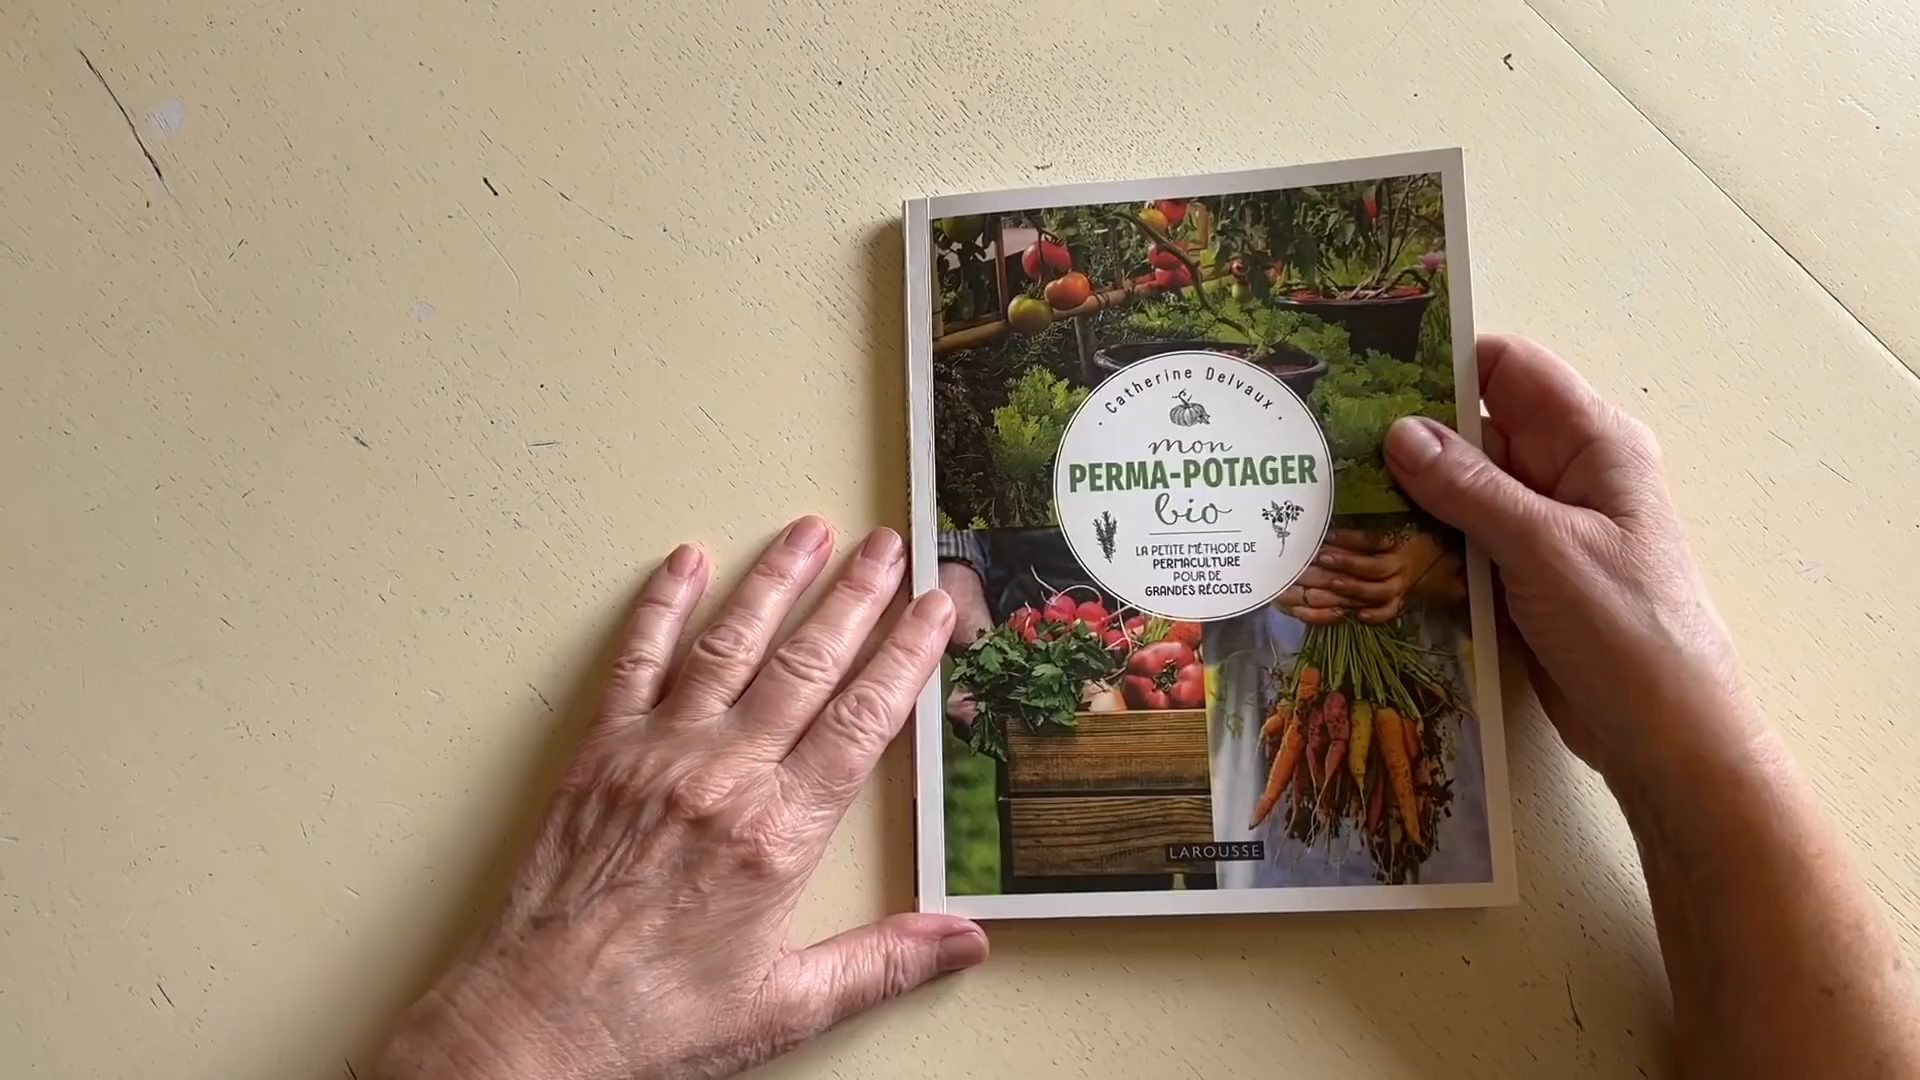 Catherine Delvaux
mon
PERMA-POTAGER
bio
LA PETITE MÉTHODE DE
PERMACULTURE
POUR DE
GRANDES RÉCOLTES
LAROUSSE